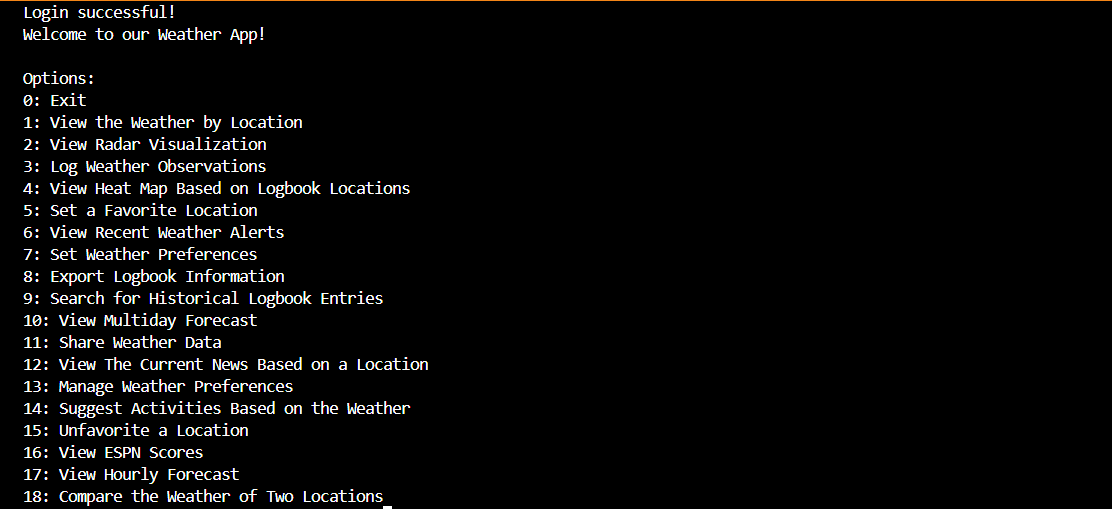 Login successful!
Welcome to our Weather App!
Options:
0: Exit
1: View the Weather by Location
2: View Radar Visualization
3: Log Weather Observations
4: View Heat Map Based on Logbook Locations
5: Set a Favorite Location
6: View Recent Weather Alerts
7: Set Weather Preferences
8: Export Logbook Information
9: Search for Historical Logbook Entries
10: View Multiday Forecast
11: Share Weather Data
12: View The Current News Based on a Location
13: Manage Weather Preferences
14: Suggest Activities Based on the Weather
15: Unfavorite a Location
16: View ESPN Scores
17: View Hourly Forecast
18: Compare the Weather of Two Locations